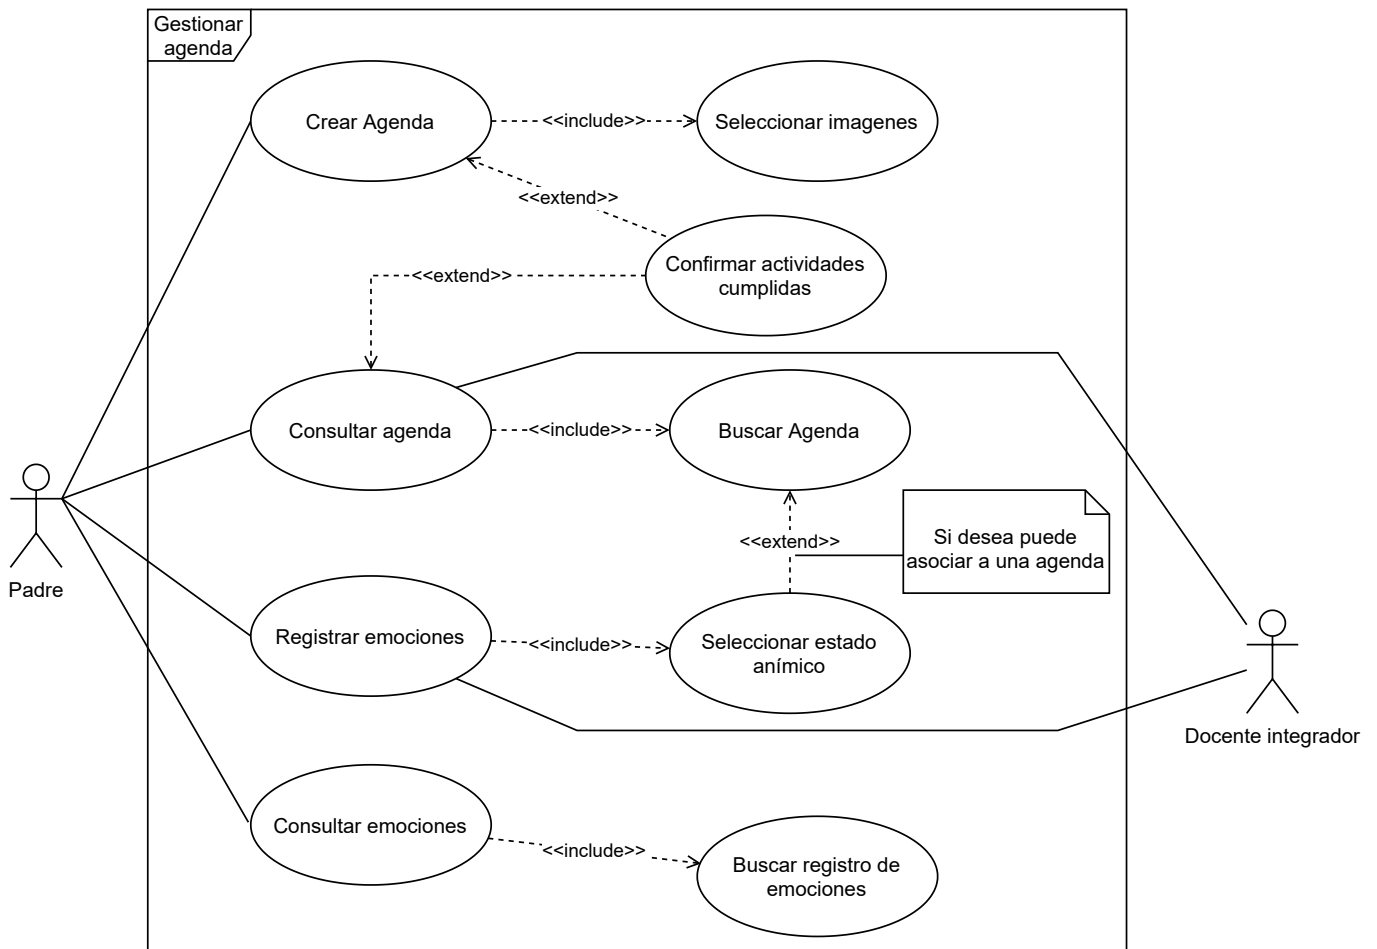 Gestionar
agenda
Crear Agenda
<<include>>
Seleccionar imagenes
<<extend>>
Confirmar actividades
cumplidas
<<extend>>
Consultar agenda
<<include>>
Buscar Agenda
<<extend>>
Si desea puede
asociar a una agenda
Padre
Registrar emociones
<<include>>
Seleccionar estado
anímico
Docente integrador
Consultar emociones
<<include>>
Buscar registro de
emociones